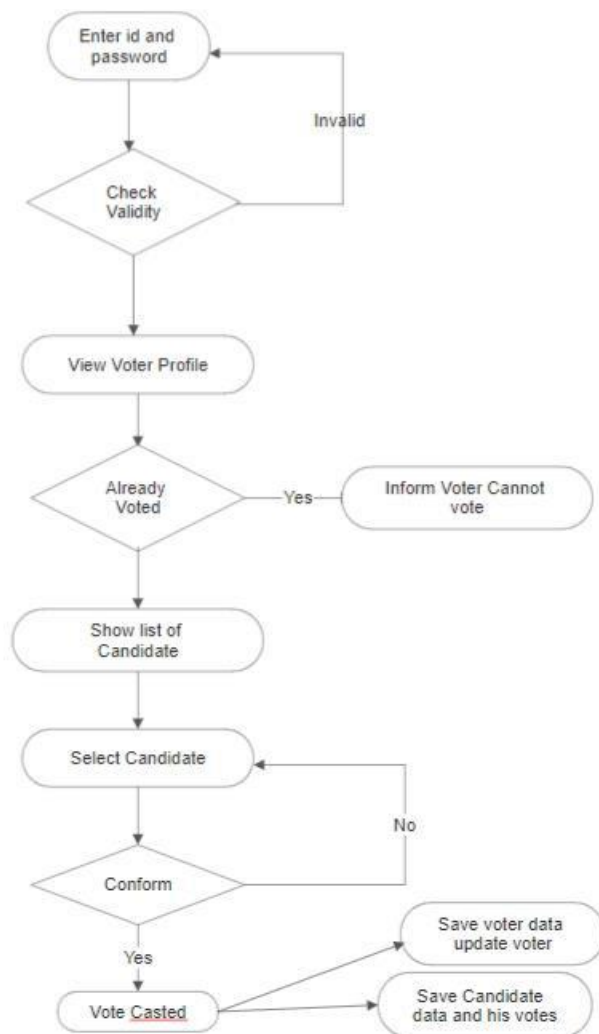 Enter id and
password
Invalid
Check
Validity
View Voter Profile
Already
Voted
Yes
Inform Voter Cannot
vote
Show list of
Candidate
Select Candidate
No
Conform
Yes
Save voter data
update voter
Vote Casted
Save Candidate
data and his votes